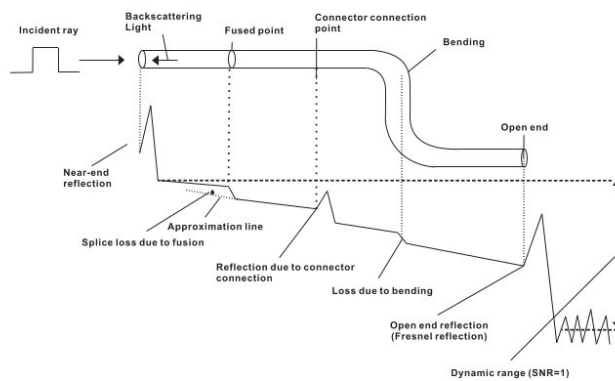 Incident ray
Backscattering
Light
Fused point
Connector connection
point
Bending
Open end
Near-end
reflection
Approximation line
Splice loss due to fusion
Reflection due to connector
connection
Loss due to bending
Open end reflection
(Fresnel reflection)
Dynamic range (SNR=1)